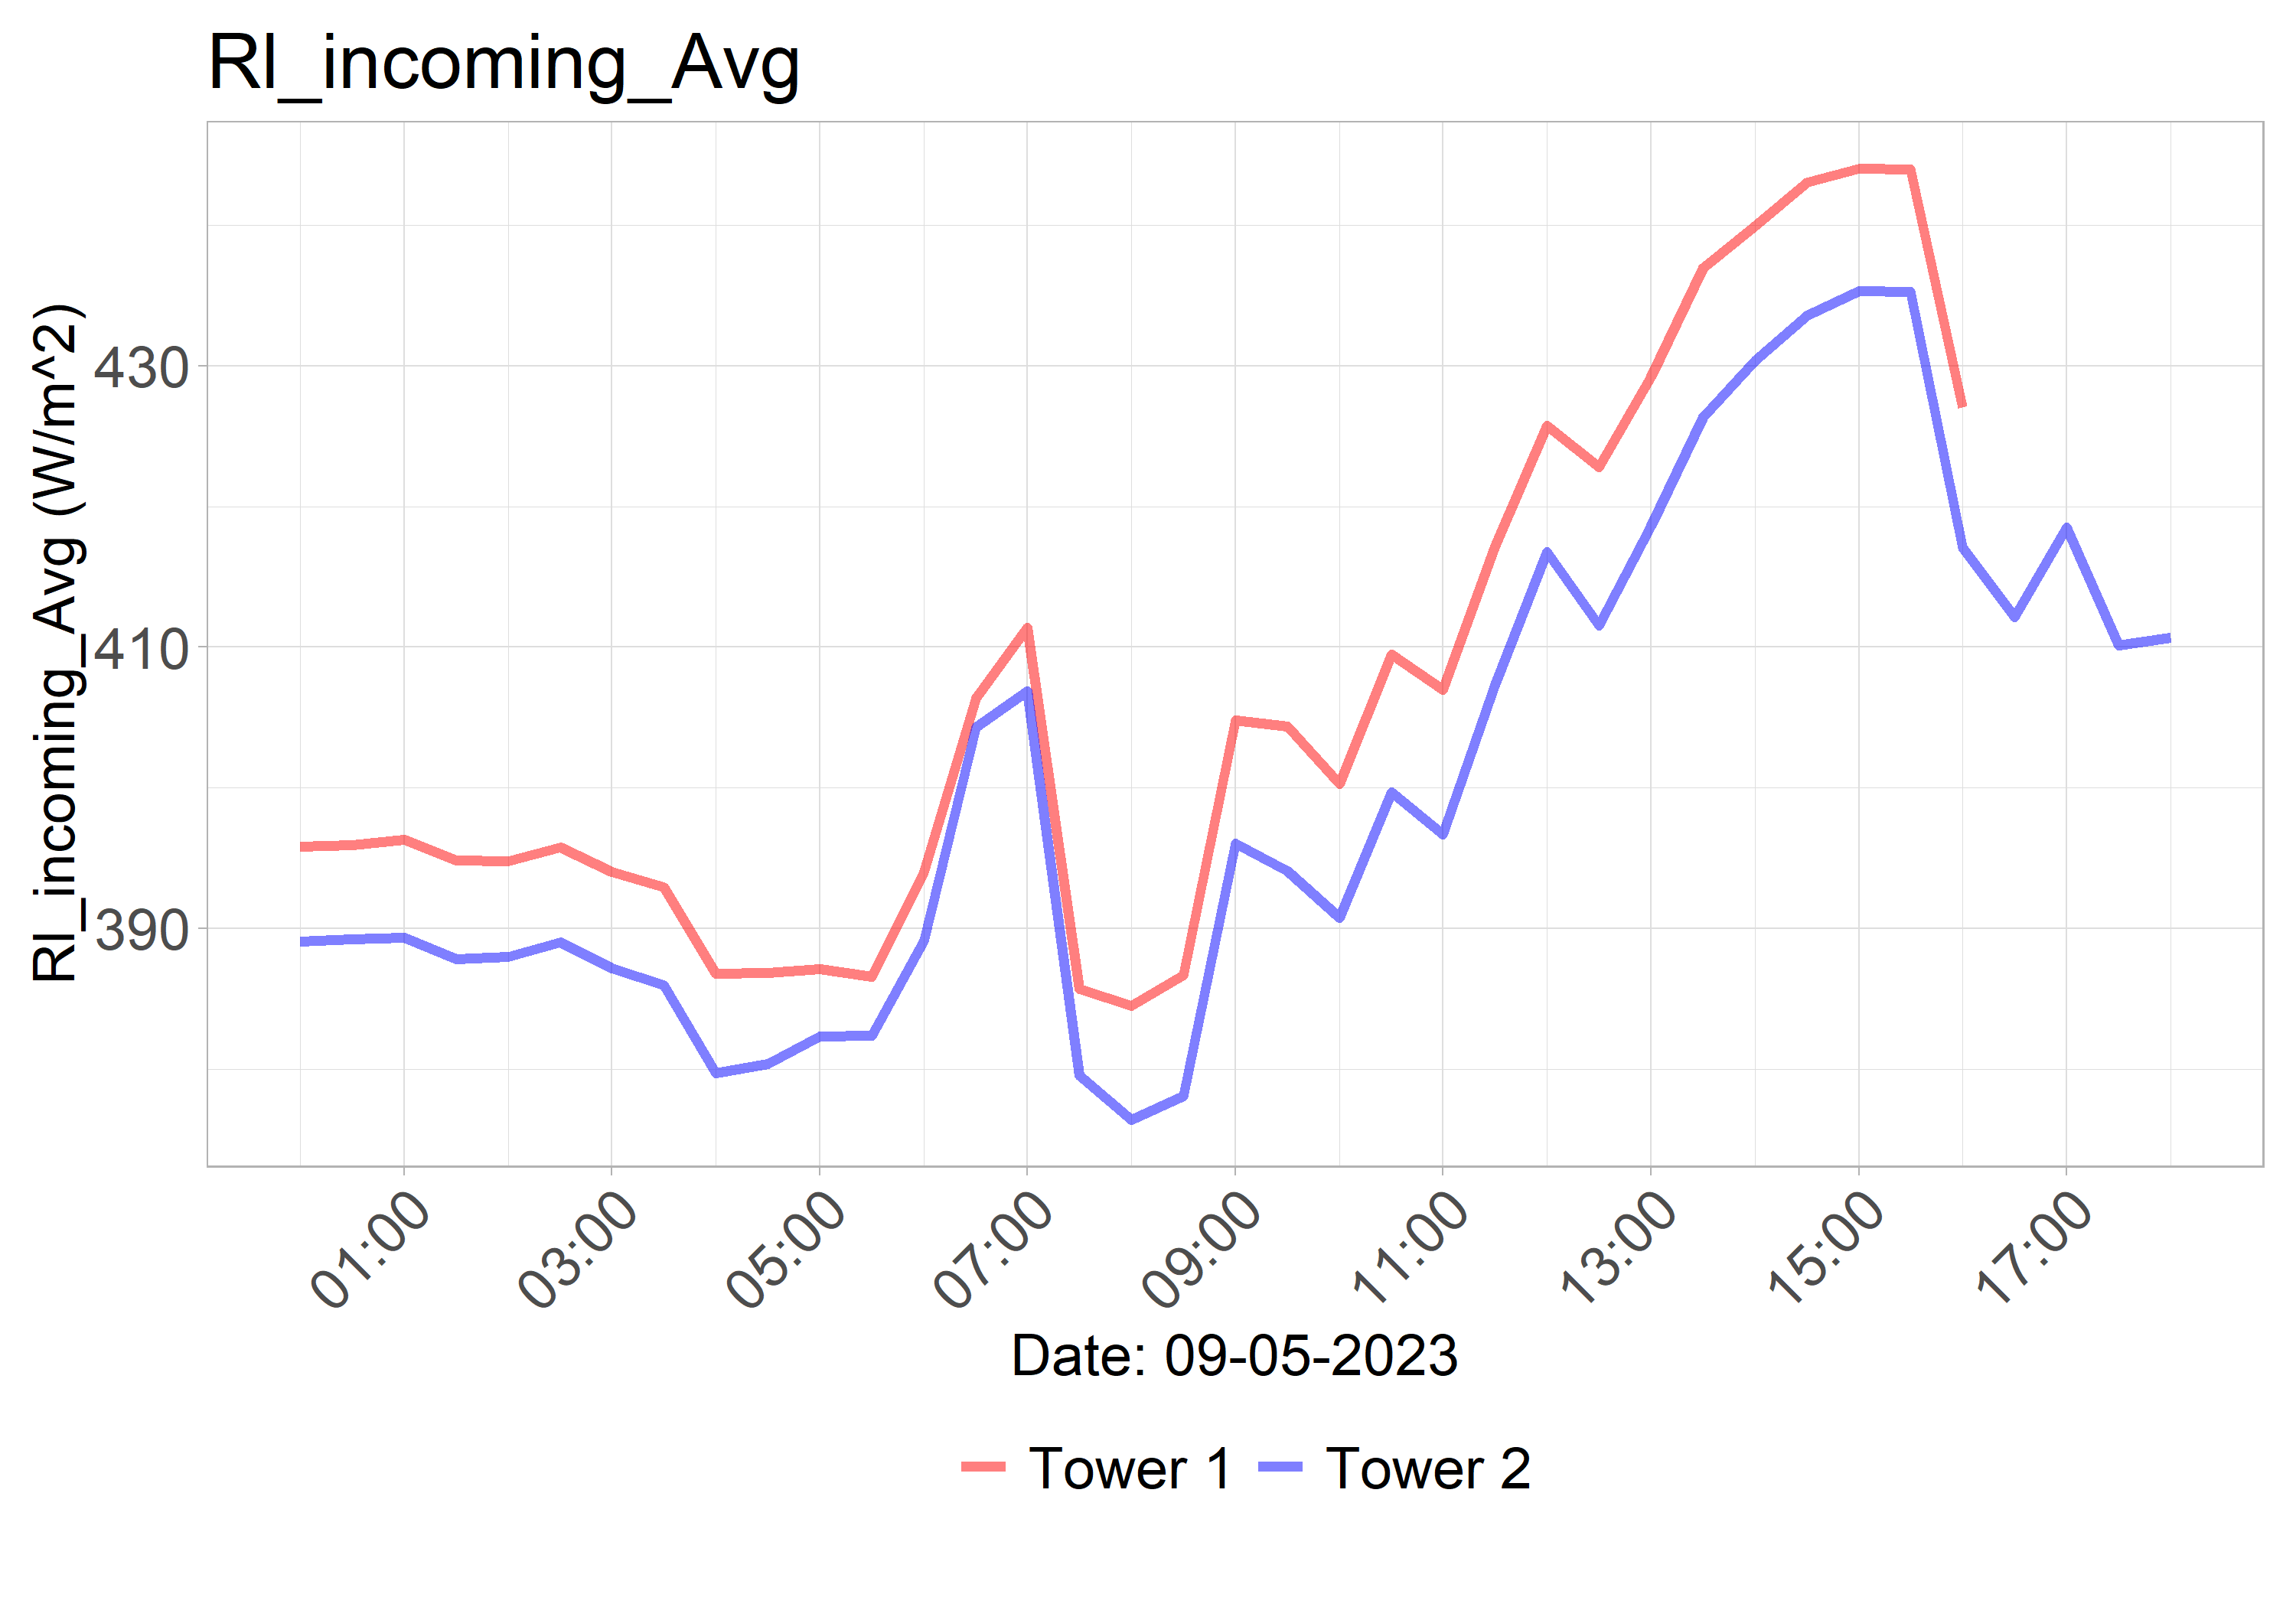 Rl_incoming_Avg
Rl_incoming_Avg (W/m^2)
430
410
390
01:00 03:00 05:00 07:00 09:00 11:00 13:00 15:00 17:00
Date: 09-05-2023
Tower 1 Tower 2